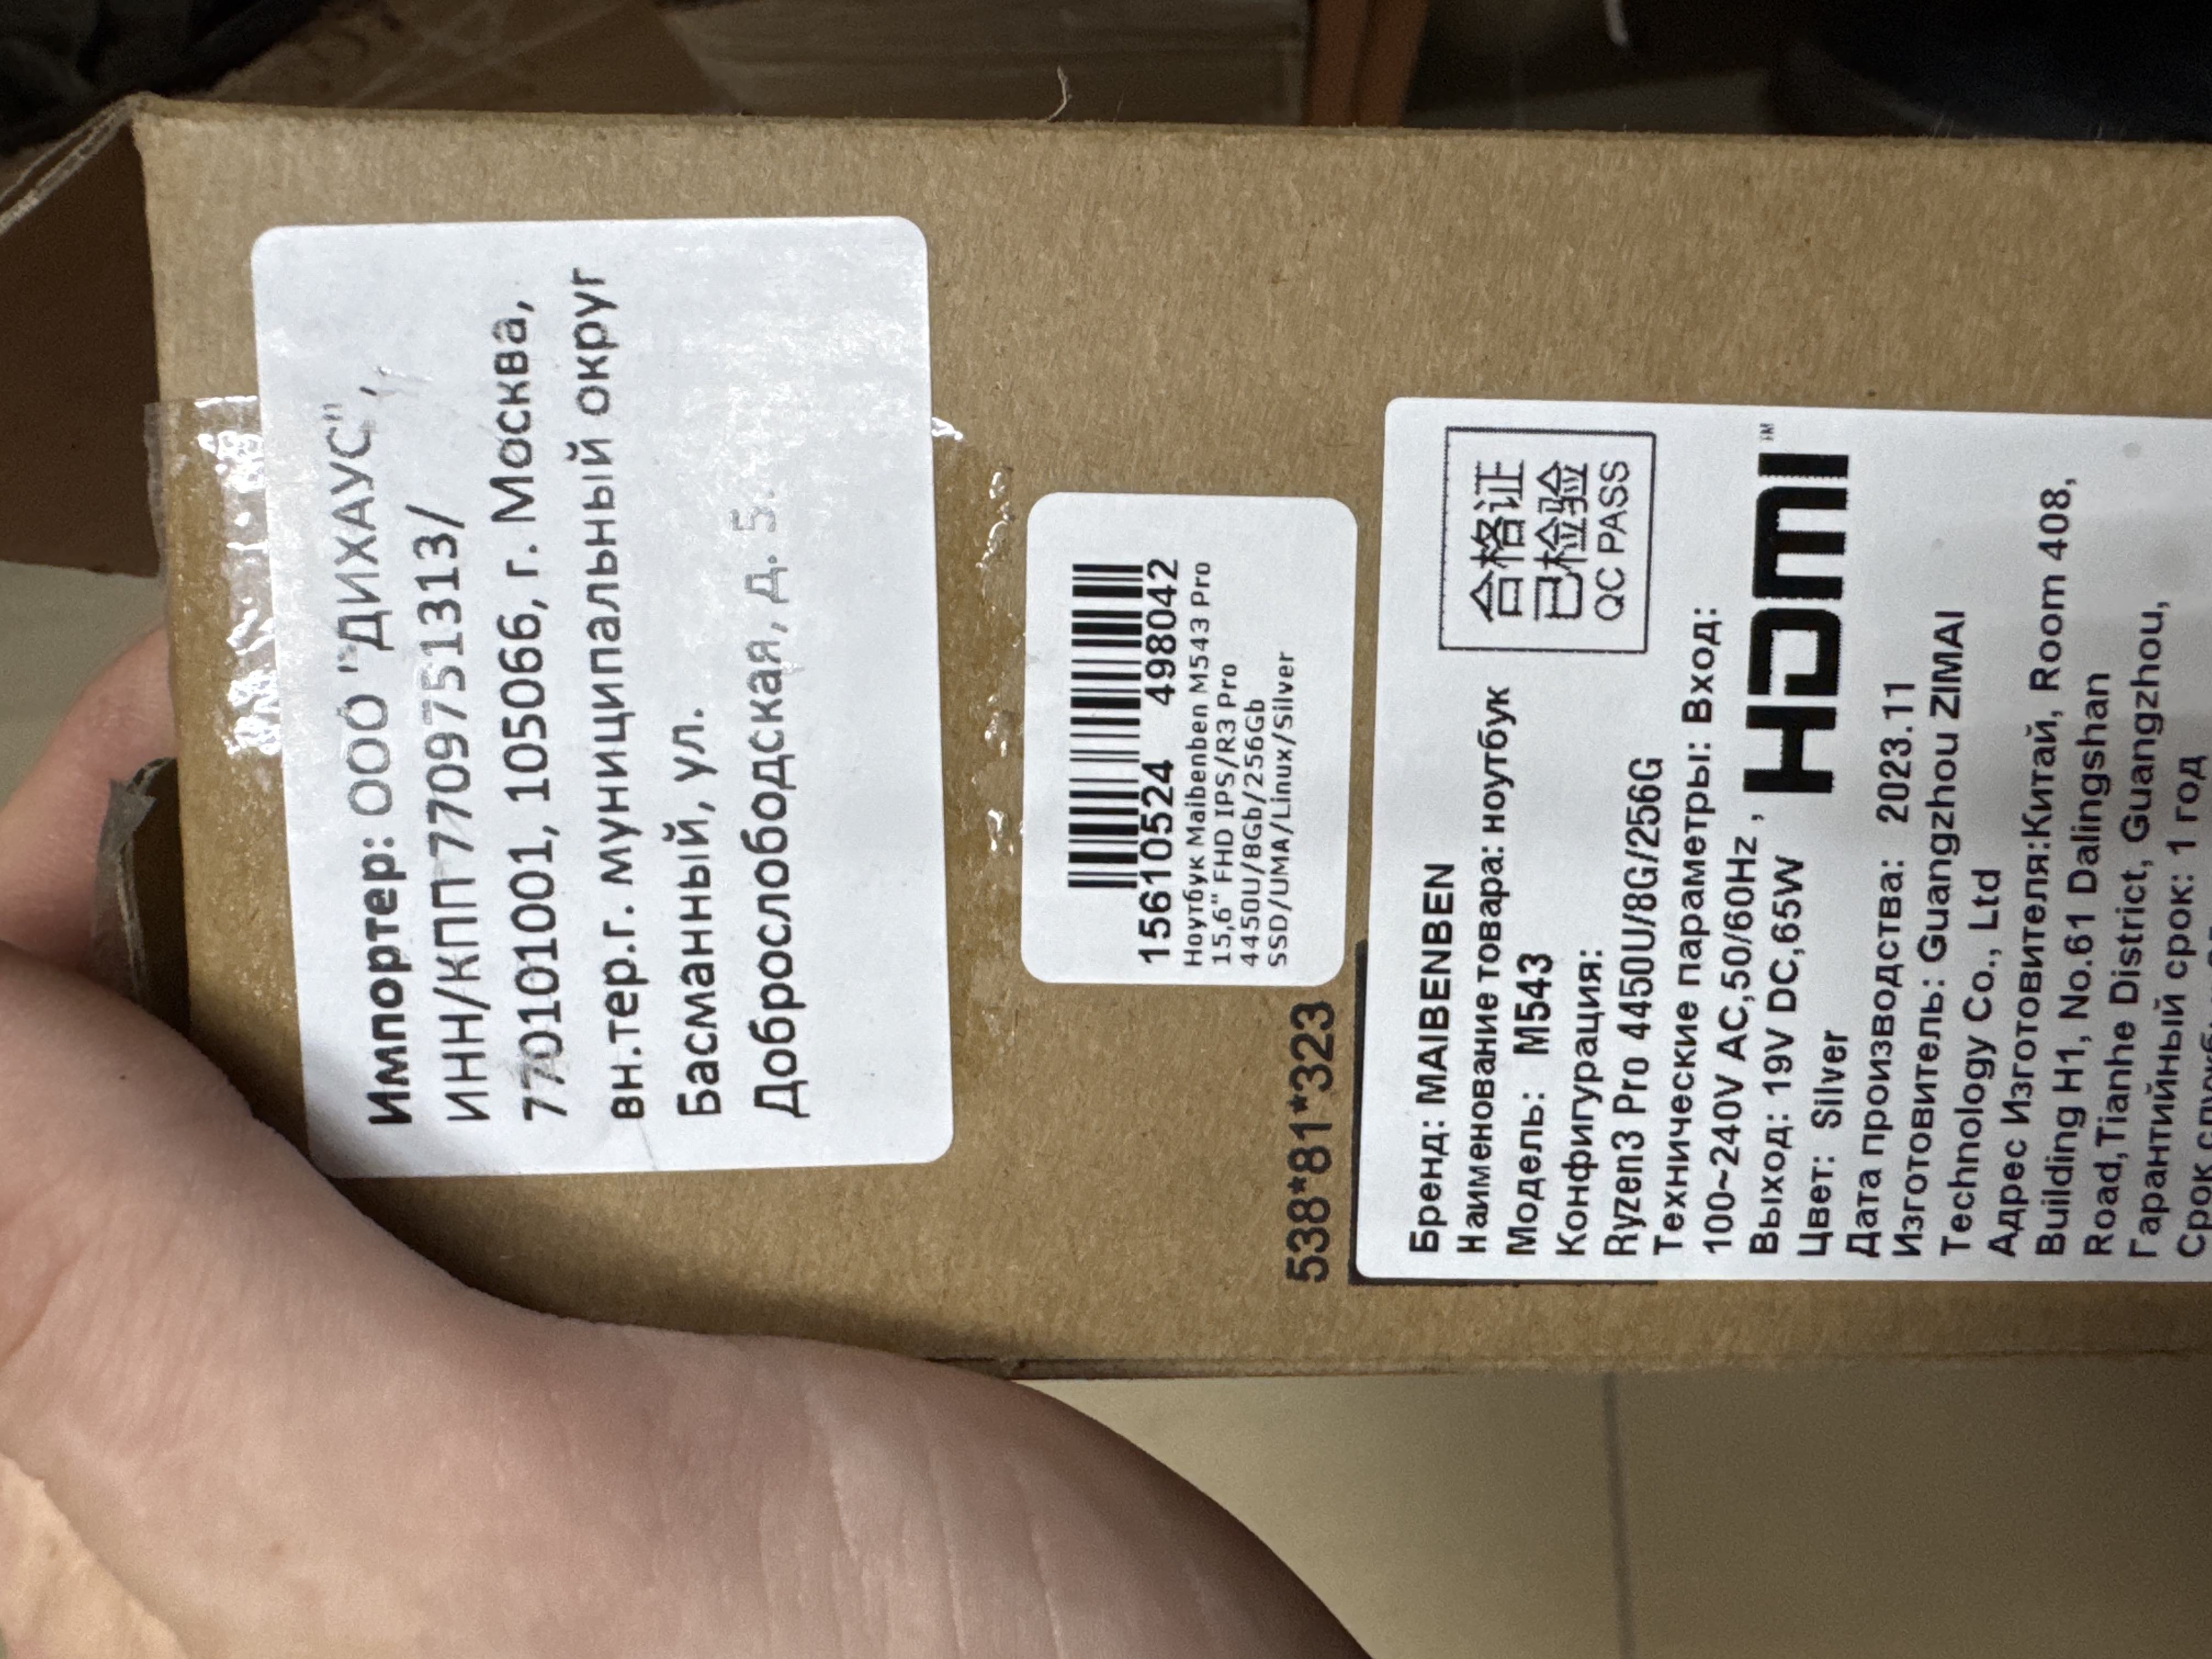 Импортер: ООО "ДИХАУС",
ИНН/КПП 7709751313/
770101001, 105066, г. Москва,
вн.тер.г. муниципальный округ
Басманный, ул.
Доброслободская, д. 5.
15610524 498042
Ноутбук Maibenben M543 Pro
15,6" FHD IPS/R3 Pro
4450U/8Gb/256Gb
SSD/UMA/Linux/Silver
538*81*323
Бренд: MAIBENBEN
Наименование товара: ноутбук
Модель: M543
Конфигурация:
Ryzen3 Pro 4450U/8G/256G
Технические параметры: Вход:
100~240V AC,50/60Hz ,
Выход: 19V DC,65W
Цвет: Silver
Дата производства: 2023.11
Изготовитель: Guangzhou ZIMAI
Technology Co., Ltd
Адрес Изготовителя:Китай, Room 408,
Building H1, No.61 Dalingshan
Road,Tianhe District, Guangzhou,
Гарантийный срок: 1 год
Срок
合格证
已检验
QC PASS
HDMI™